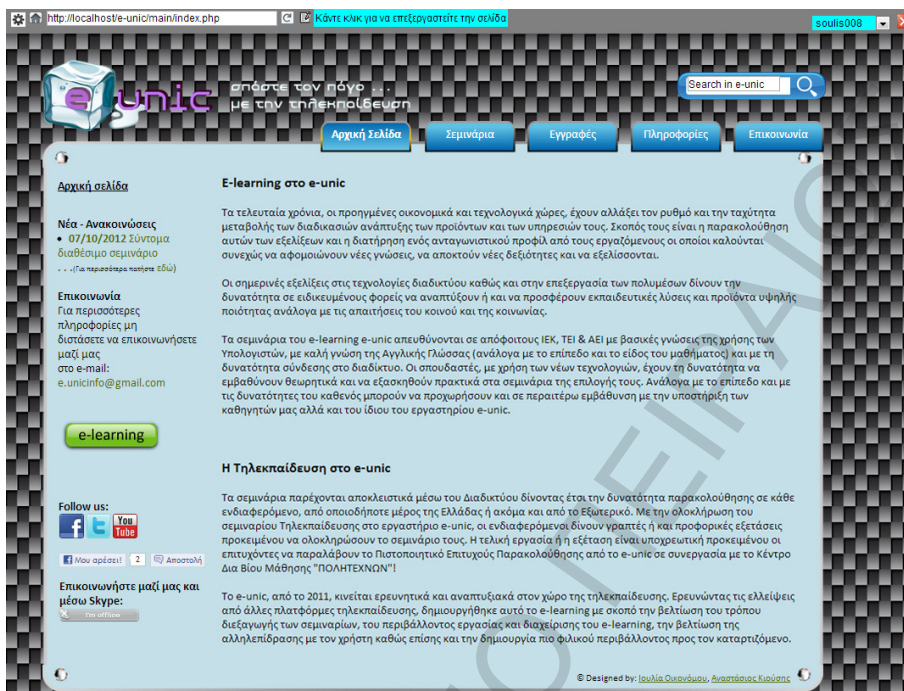 http://localhost/e-unic/main/index.php
Κάντε κλικ για να επεξεργαστείτε την σελίδα
soulis008
e unic
σπάστε τον πάγο ...
με την τηλεκπαίδευση
Search in e-unic
Αρχική Σελίδα
Σεμινάρια
Εγγραφές
Πληροφορίες
Επικοινωνία
Αρχική σελίδα
Νέα - Ανακοινώσεις
• 07/10/2012 Σύντομα
διαθέσιμο σεμινάριο
. . .(Για περισσότερα πατήστε εδώ)
Επικοινωνία
Για περισσότερες
πληροφορίες μη
διστάσετε να επικοινωνήσετε
μαζί μας
στο e-mail:
e.unicinfo@gmail.com
e-learning
Follow us:
f t You Tube
Μου αρέσει! 2 Αποστολή
Επικοινωνήστε μαζί μας και
μέσω Skype:
I'm offline
E-learning στο e-unic
Τα τελευταία χρόνια, οι προηγμένες οικονομικά και τεχνολογικά χώρες, έχουν αλλάξει τον ρυθμό και την ταχύτητα
μεταβολής των διαδικασιών ανάπτυξης των προϊόντων και των υπηρεσιών τους. Σκοπός τους είναι η παρακολούθηση
αυτών των εξελίξεων και η διατήρηση ενός ανταγωνιστικού προφίλ από τους εργαζόμενους οι οποίοι καλούνται
συνεχώς να αφομοιώνουν νέες γνώσεις, να αποκτούν νέες δεξιότητες και να εξελίσσονται.
Οι σημερινές εξελίξεις στις τεχνολογίες διαδικτύου καθώς και στην επεξεργασία των πολυμέσων δίνουν την
δυνατότητα σε ειδικευμένους φορείς να αναπτύξουν ή και να προσφέρουν εκπαιδευτικές λύσεις και προϊόντα υψηλής
ποιότητας ανάλογα με τις απαιτήσεις του κοινού και της κοινωνίας.
Τα σεμινάρια του e-learning e-unic απευθύνονται σε απόφοιτους ΙΕΚ, ΤΕΙ & ΑΕΙ με βασικές γνώσεις της χρήσης των
Υπολογιστών, με καλή γνώση της Αγγλικής Γλώσσας (ανάλογα με το επίπεδο και το είδος του μαθήματος) και με τη
δυνατότητα σύνδεσης στο διαδίκτυο. Οι σπουδαστές, με χρήση των νέων τεχνολογιών, έχουν τη δυνατότητα να
εμβαθύνουν θεωρητικά και να εξασκηθούν πρακτικά στα σεμινάρια της επιλογής τους. Ανάλογα με το επίπεδο και με
τις δυνατότητες του καθενός μπορούν να προχωρήσουν και σε περαιτέρω εμβάθυνση με την υποστήριξη των
καθηγητών μας αλλά και του ίδιου του εργαστηρίου e-unic.
Η Τηλεκπαίδευση στο e-unic
Τα σεμινάρια παρέχονται αποκλειστικά μέσω του Διαδικτύου δίνοντας έτσι την δυνατότητα παρακολούθησης σε κάθε
ενδιαφερόμενο, από οποιοδήποτε μέρος της Ελλάδας ή ακόμα και από το Εξωτερικό. Με την ολοκλήρωση του
σεμιναρίου Τηλεκπαίδευσης στο εργαστήριο e-unic, οι ενδιαφερόμενοι δίνουν γραπτές ή και προφορικές εξετάσεις
προκειμένου να ολοκληρώσουν το σεμινάριο τους. Η τελική εργασία ή η εξέταση είναι υποχρεωτική προκειμένου οι
επιτυχόντες να παραλάβουν το Πιστοποιητικό Επιτυχούς Παρακολούθησης από το e-unic σε συνεργασία με το Κέντρο
Δια Βίου Μάθησης "ΠΟΛΗΤΕΧΝΩΝ"!
Το e-unic, από το 2011, κινείται ερευνητικά και αναπτυξιακά στον χώρο της τηλεκπαίδευσης. Ερευνώντας τις ελλείψεις
από άλλες πλατφόρμες τηλεκπαίδευσης, δημιουργήθηκε αυτό το e-learning με σκοπό την βελτίωση του τρόπου
διεξαγωγής των σεμιναρίων, του περιβάλλοντος εργασίας και διαχείρισης του e-learning, την βελτίωση της
αλληλεπίδρασης με τον χρήστη καθώς επίσης και την δημιουργία πιο φιλικού περιβάλλοντος προς τον καταρτιζόμενο.
© Designed by: Ιουλία Οικονόμου, Αναστάσιος Κιούσης
ΠΕΙΡΑΙΩΣ